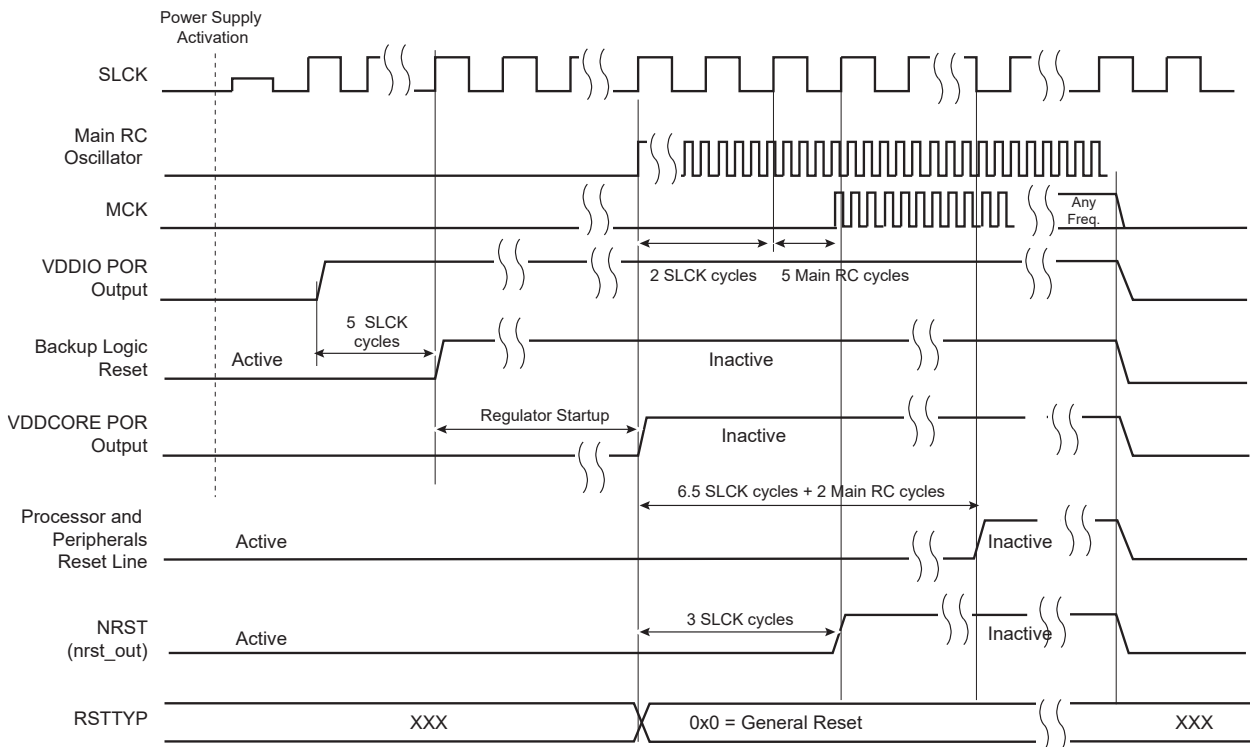 Power Supply
Activation
SLCK
Main RC
Oscillator
MCK
Any
Freq.
VDDIO POR
Output
2 SLCK cycles
5 Main RC cycles
5 SLCK
cycles
Backup Logic
Reset
Active
Inactive
VDDCORE POR
Output
Regulator Startup
Inactive
6.5 SLCK cycles + 2 Main RC cycles
Processor and
Peripherals
Reset Line
Active
Inactive
NRST
(nrst_out)
Active
3 SLCK cycles
Inactive
RSTTYP
XXX
0x0 = General Reset
XXX